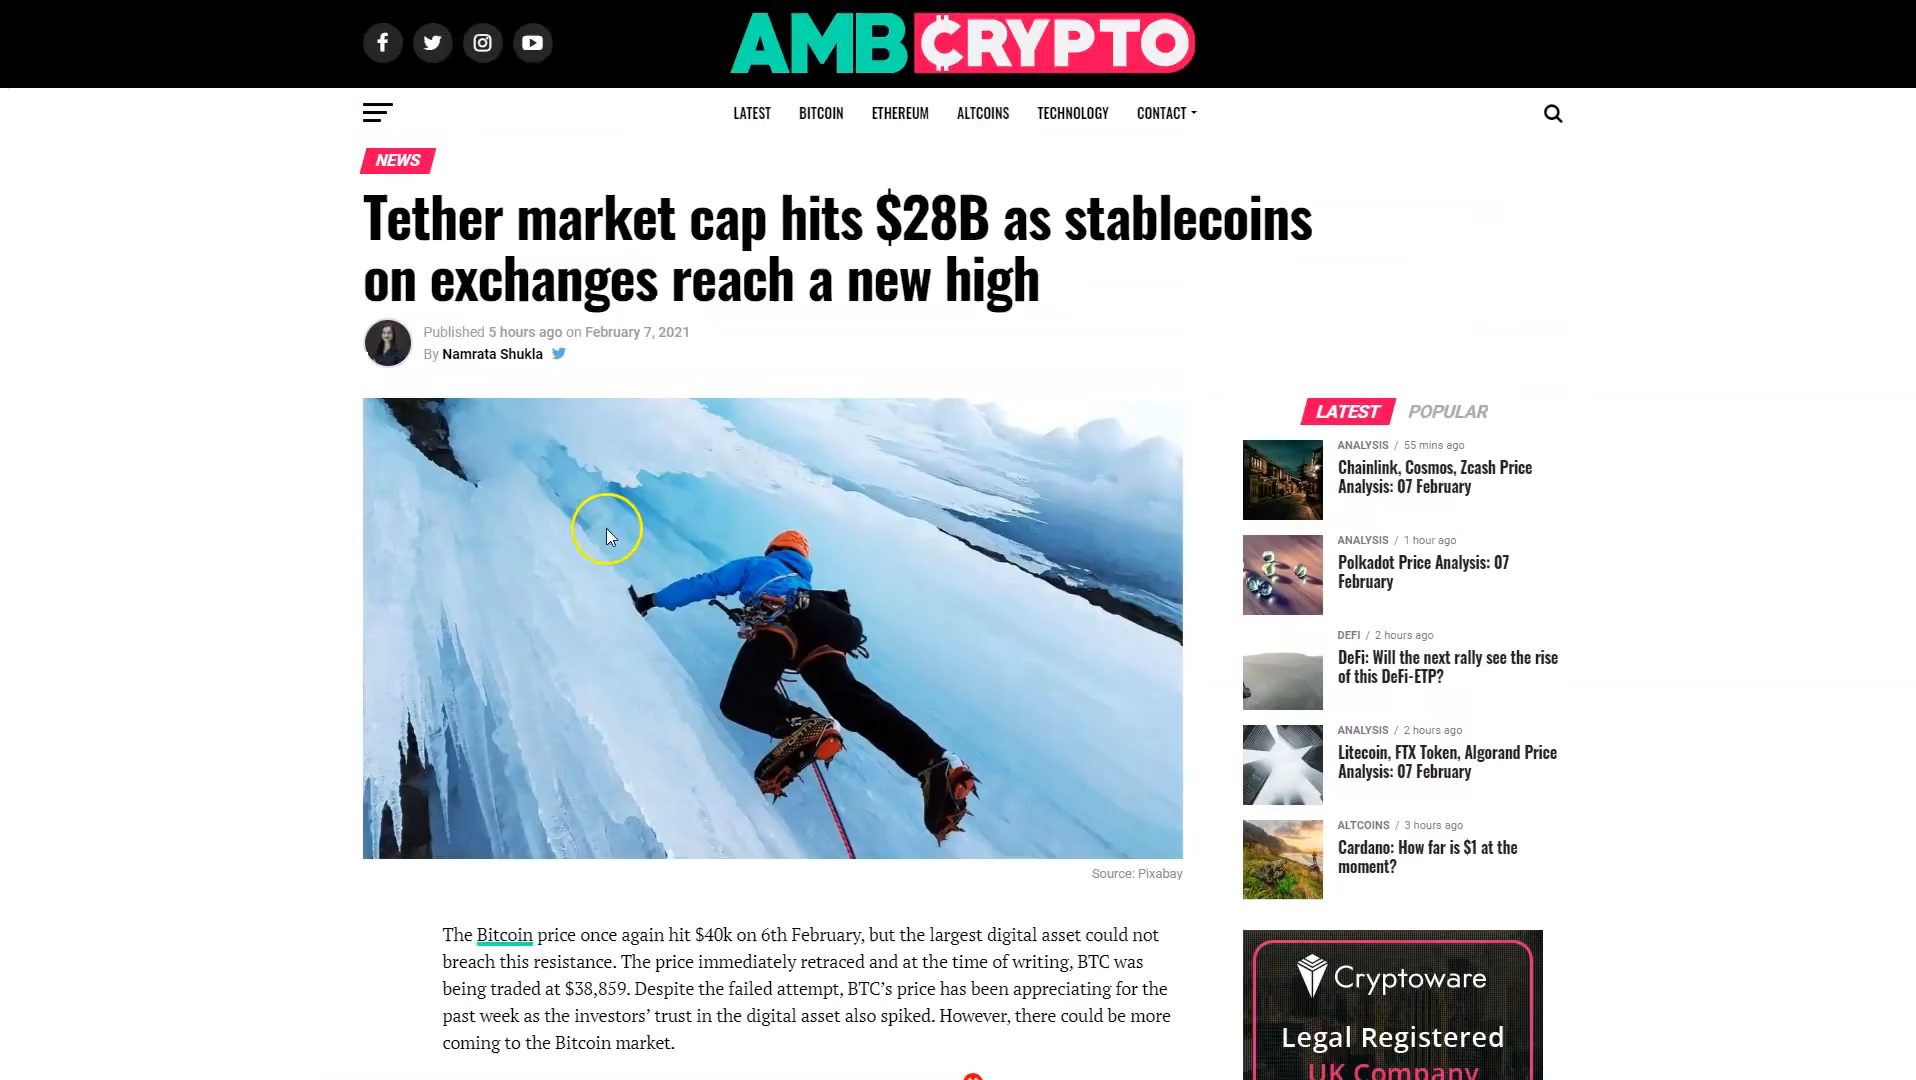 AMBCRYPTO
LATEST BITCOIN ETHEREUM ALTCOINS TECHNOLOGY CONTACT
NEWS
Tether market cap hits $28B as stablecoins
on exchanges reach a new high
Published 5 hours ago on February 7, 2021
By Namrata Shukla
Source: Pixabay
The Bitcoin price once again hit $40k on 6th February, but the largest digital asset could not
breach this resistance. The price immediately retraced and at the time of writing, BTC was
being traded at $38,859. Despite the failed attempt, BTC’s price has been appreciating for the
past week as the investors’ trust in the digital asset also spiked. However, there could be more
coming to the Bitcoin market.
LATEST POPULAR
ANALYSIS / 55 mins ago
Chainlink, Cosmos, Zcash Price
Analysis: 07 February
ANALYSIS / 1 hour ago
Polkadot Price Analysis: 07
February
DEFI / 2 hours ago
DeFi: Will the next rally see the rise
of this DeFi-ETP?
ANALYSIS / 2 hours ago
Litecoin, FTX Token, Algorand Price
Analysis: 07 February
ALTCOINS / 3 hours ago
Cardano: How far is $1 at the
moment?
Cryptoware
Legal Registered
UK Company